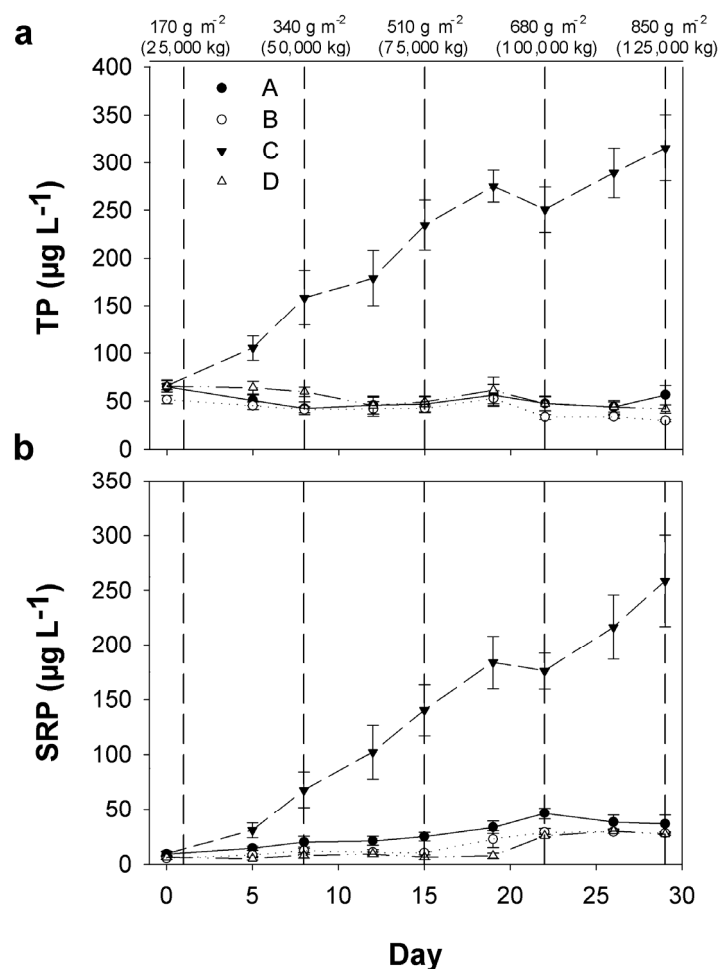 a
170 g m⁻² 340 g m⁻² 510 g m⁻² 680 g m⁻² 850 g m⁻²
(25,000 kg) (50,000 kg) (75,000 kg) (100,000 kg) (125,000 kg)
400
350
300
250
200
150
100
50
0
TP (µg L⁻¹)
A
B
C
D
b
350
300
250
200
150
100
50
0
SRP (µg L⁻¹)
0 5 10 15 20 25 30
Day